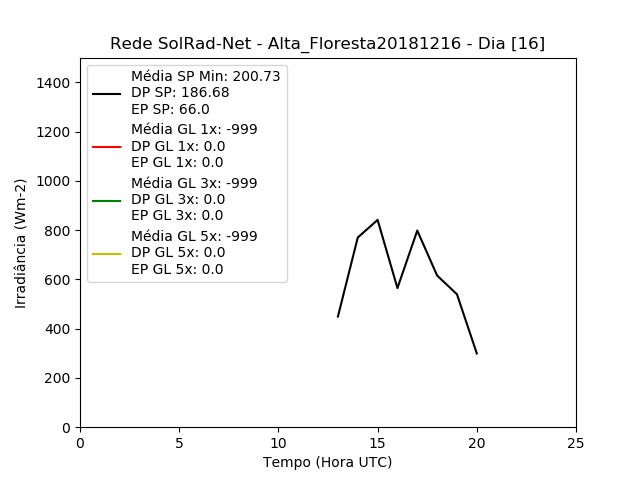 Rede SolRad-Net - Alta_Floresta20181216 - Dia [16]
Média SP Min: 200.73
DP SP: 186.68
EP SP: 66.0
Média GL 1x: -999
DP GL 1x: 0.0
EP GL 1x: 0.0
Média GL 3x: -999
DP GL 3x: 0.0
EP GL 3x: 0.0
Média GL 5x: -999
DP GL 5x: 0.0
EP GL 5x: 0.0
1400
1200
1000
800
600
400
200
0
Irradiância (Wm-2)
0 5 10 15 20 25
Tempo (Hora UTC)